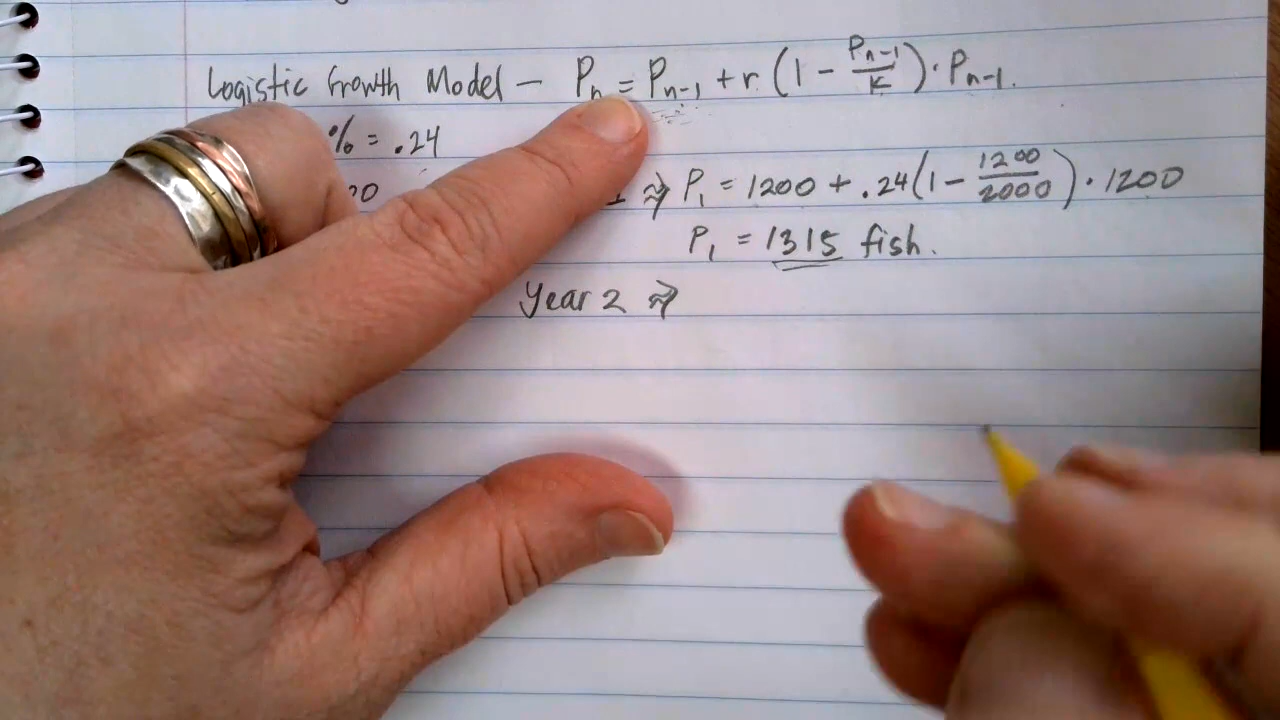 Logistic Growth Model – Pₙ = Pₙ₋₁ + r (1 – Pₙ₋₁/K) · Pₙ₋₁.
% = .24
⇒ P₁ = 1200 + .24(1 – 1200/2000) · 1200
P₁ = 1315 fish.
Year 2 ⇒